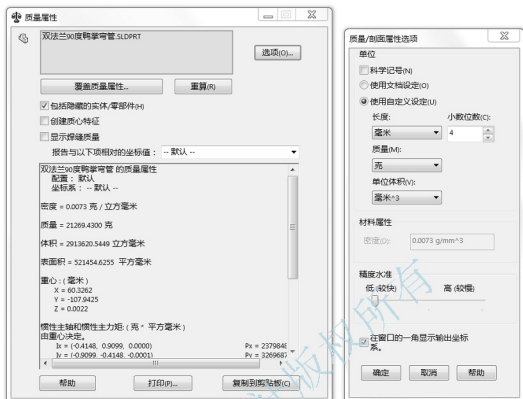 质量属性
双法兰90度鸭掌弯管.SLDPRT
选项(O)...
覆盖质量属性...
重算(R)
包括隐藏的实体/零部件(H)
创建质心特征
显示焊缝质量
报告与以下项相对的坐标值： -- 默认 --
双法兰90度鸭掌弯管 的质量属性
配置： 默认
坐标系： -- 默认 --
密度 = 0.0073 克 / 立方毫米
质量 = 21269.4300 克
体积 = 2913620.5449 立方毫米
表面积 = 521454.6255 平方毫米
重心 : ( 毫米 )
X = 60.3262
Y = -107.9425
Z = 0.0022
惯性主轴和惯性主力矩: ( 克 * 平方毫米 )
由重心决定。
Ix = (-0.4148, 0.9099, 0.0000) Px = 2379848
Iy = (-0.9099, -0.4148, -0.0001) Py = 3269687
帮助
打印(P)...
复制到剪贴板(C)
质量/剖面属性选项
单位
科学记号(N)
使用文档设定(O)
使用自定义设定(U)
长度: 小数位数(C):
毫米 4
质量(M):
克
单位体积(V):
毫米^3
材料属性
密度(D): 0.0073 g/mm^3
精度水准
低 (较快) 高 (较慢)
在窗口的一角显示输出坐标
系。
确定 取消 帮助